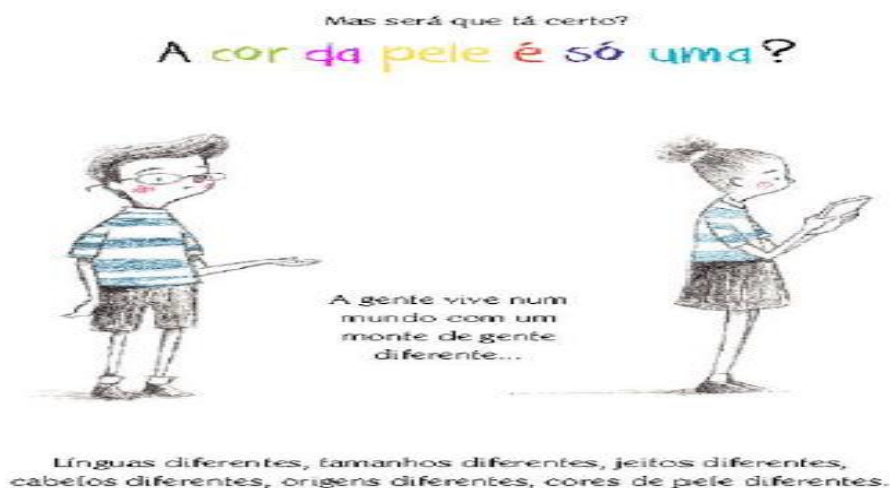 Mas será que tá certo?
A cor da pele é só uma?
A gente vive num
mundo com um
monte de gente
diferente...
Línguas diferentes, tamanhos diferentes, jeitos diferentes,
cabelos diferentes, origens diferentes, cores de pele diferentes.